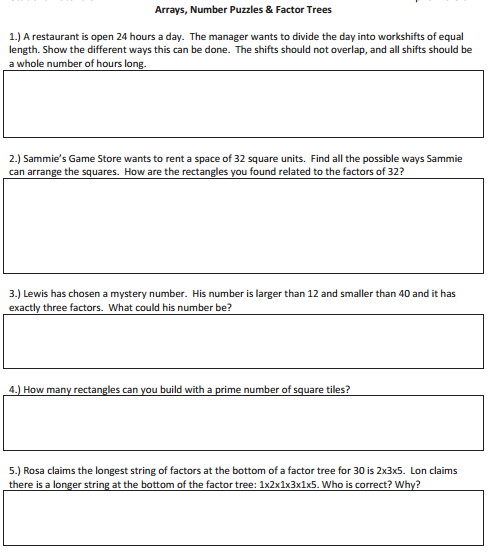 Arrays, Number Puzzles & Factor Trees
1.) A restaurant is open 24 hours a day.  The manager wants to divide the day into workshifts of equal
length. Show the different ways this can be done.  The shifts should not overlap, and all shifts should be
a whole number of hours long.
2.) Sammie's Game Store wants to rent a space of 32 square units.  Find all the possible ways Sammie
can arrange the squares.  How are the rectangles you found related to the factors of 32?
3.) Lewis has chosen a mystery number.  His number is larger than 12 and smaller than 40 and it has
exactly three factors.  What could his number be?
4.) How many rectangles can you build with a prime number of square tiles?
5.) Rosa claims the longest string of factors at the bottom of a factor tree for 30 is 2x3x5.  Lon claims
there is a longer string at the bottom of the factor tree: 1x2x1x3x1x5. Who is correct? Why?